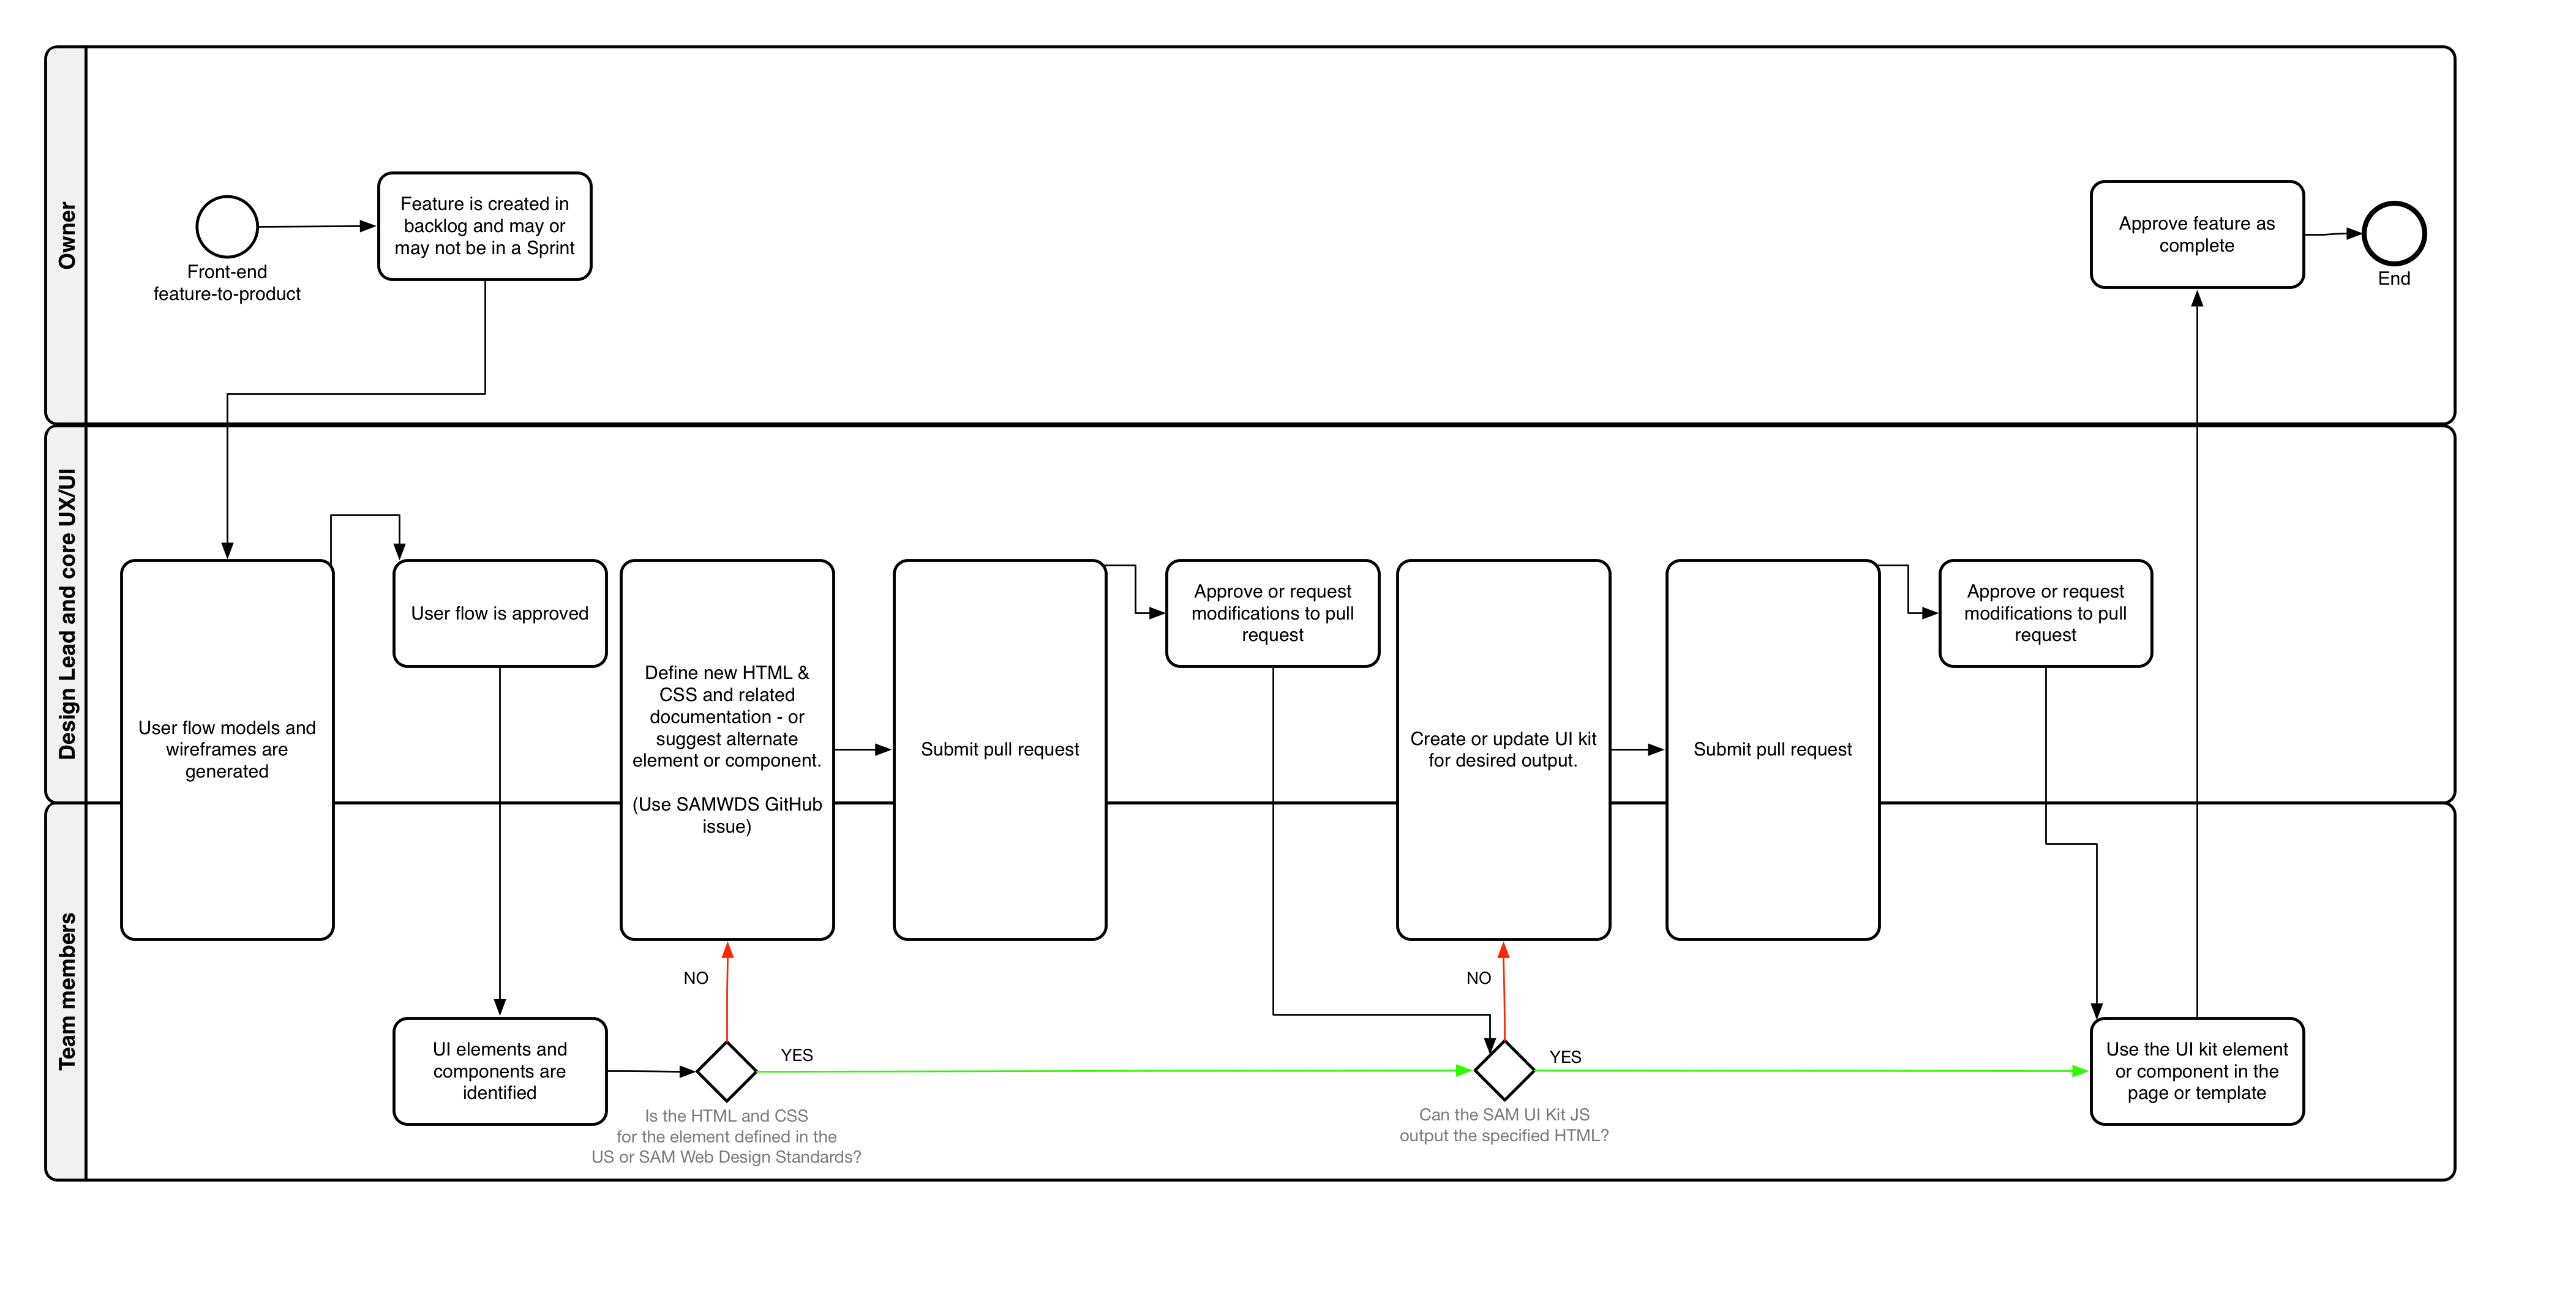 Owner
Front-end
feature-to-product
Feature is created in
backlog and may or
may not be in a Sprint
Approve feature as
complete
End
Design Lead and core UX/UI
User flow models and
wireframes are
generated
User flow is approved
Define new HTML &
CSS and related
documentation - or
suggest alternate
element or component.
(Use SAMWDS GitHub
issue)
Submit pull request
Approve or request
modifications to pull
request
Create or update UI kit
for desired output.
Submit pull request
Approve or request
modifications to pull
request
Team members
UI elements and
components are
identified
NO
YES
Is the HTML and CSS
for the element defined in the
US or SAM Web Design Standards?
NO
YES
Can the SAM UI Kit JS
output the specified HTML?
Use the UI kit element
or component in the
page or template